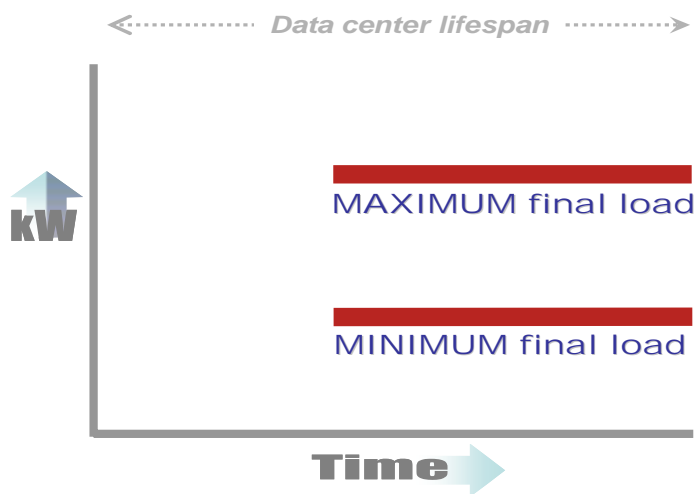 Data center lifespan
MAXIMUM final load
kW
MINIMUM final load
Time